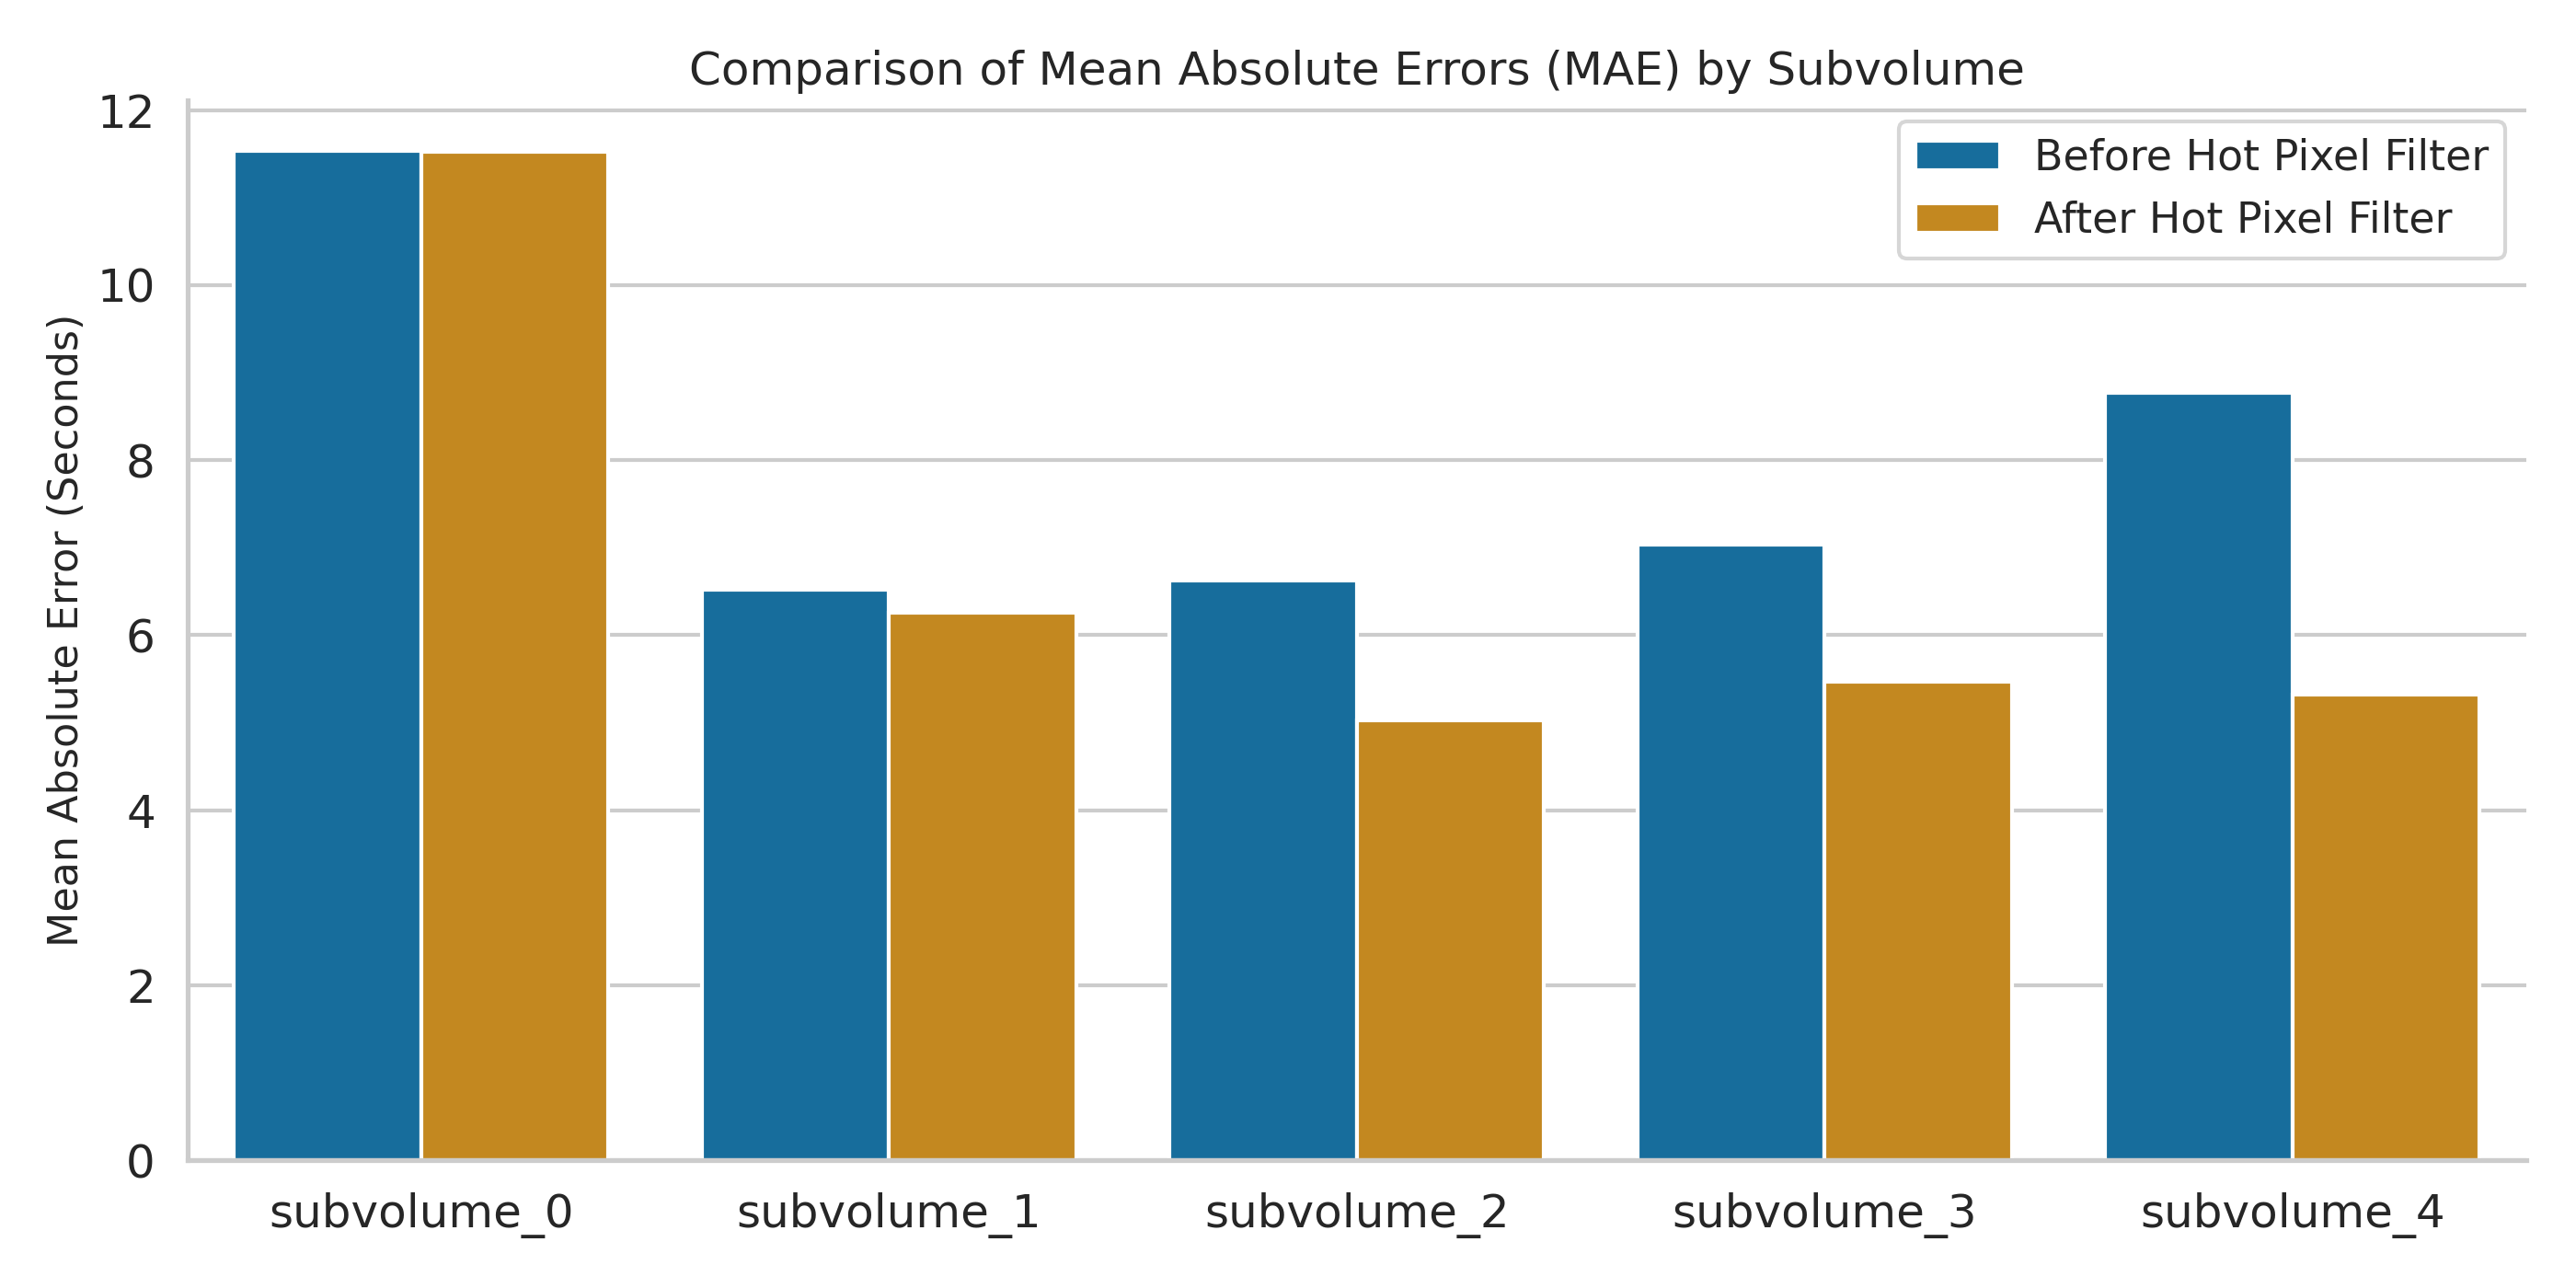 Comparison of Mean Absolute Errors (MAE) by Subvolume
Before Hot Pixel Filter
After Hot Pixel Filter
Mean Absolute Error (Seconds)
12
10
8
6
4
2
0
subvolume_0 subvolume_1 subvolume_2 subvolume_3 subvolume_4